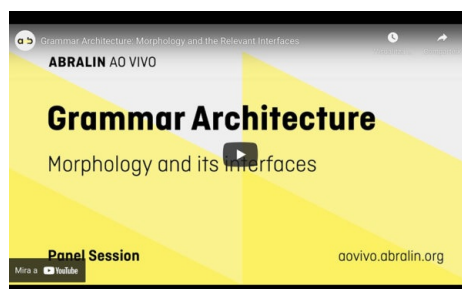 a b
Grammar Architecture: Morphology and the Relevant Interfaces
ABRALIN AO VIVO
Grammar Architecture
Morphology and its interfaces
Panel Session
aovivo.abralin.org
Mira a YouTube